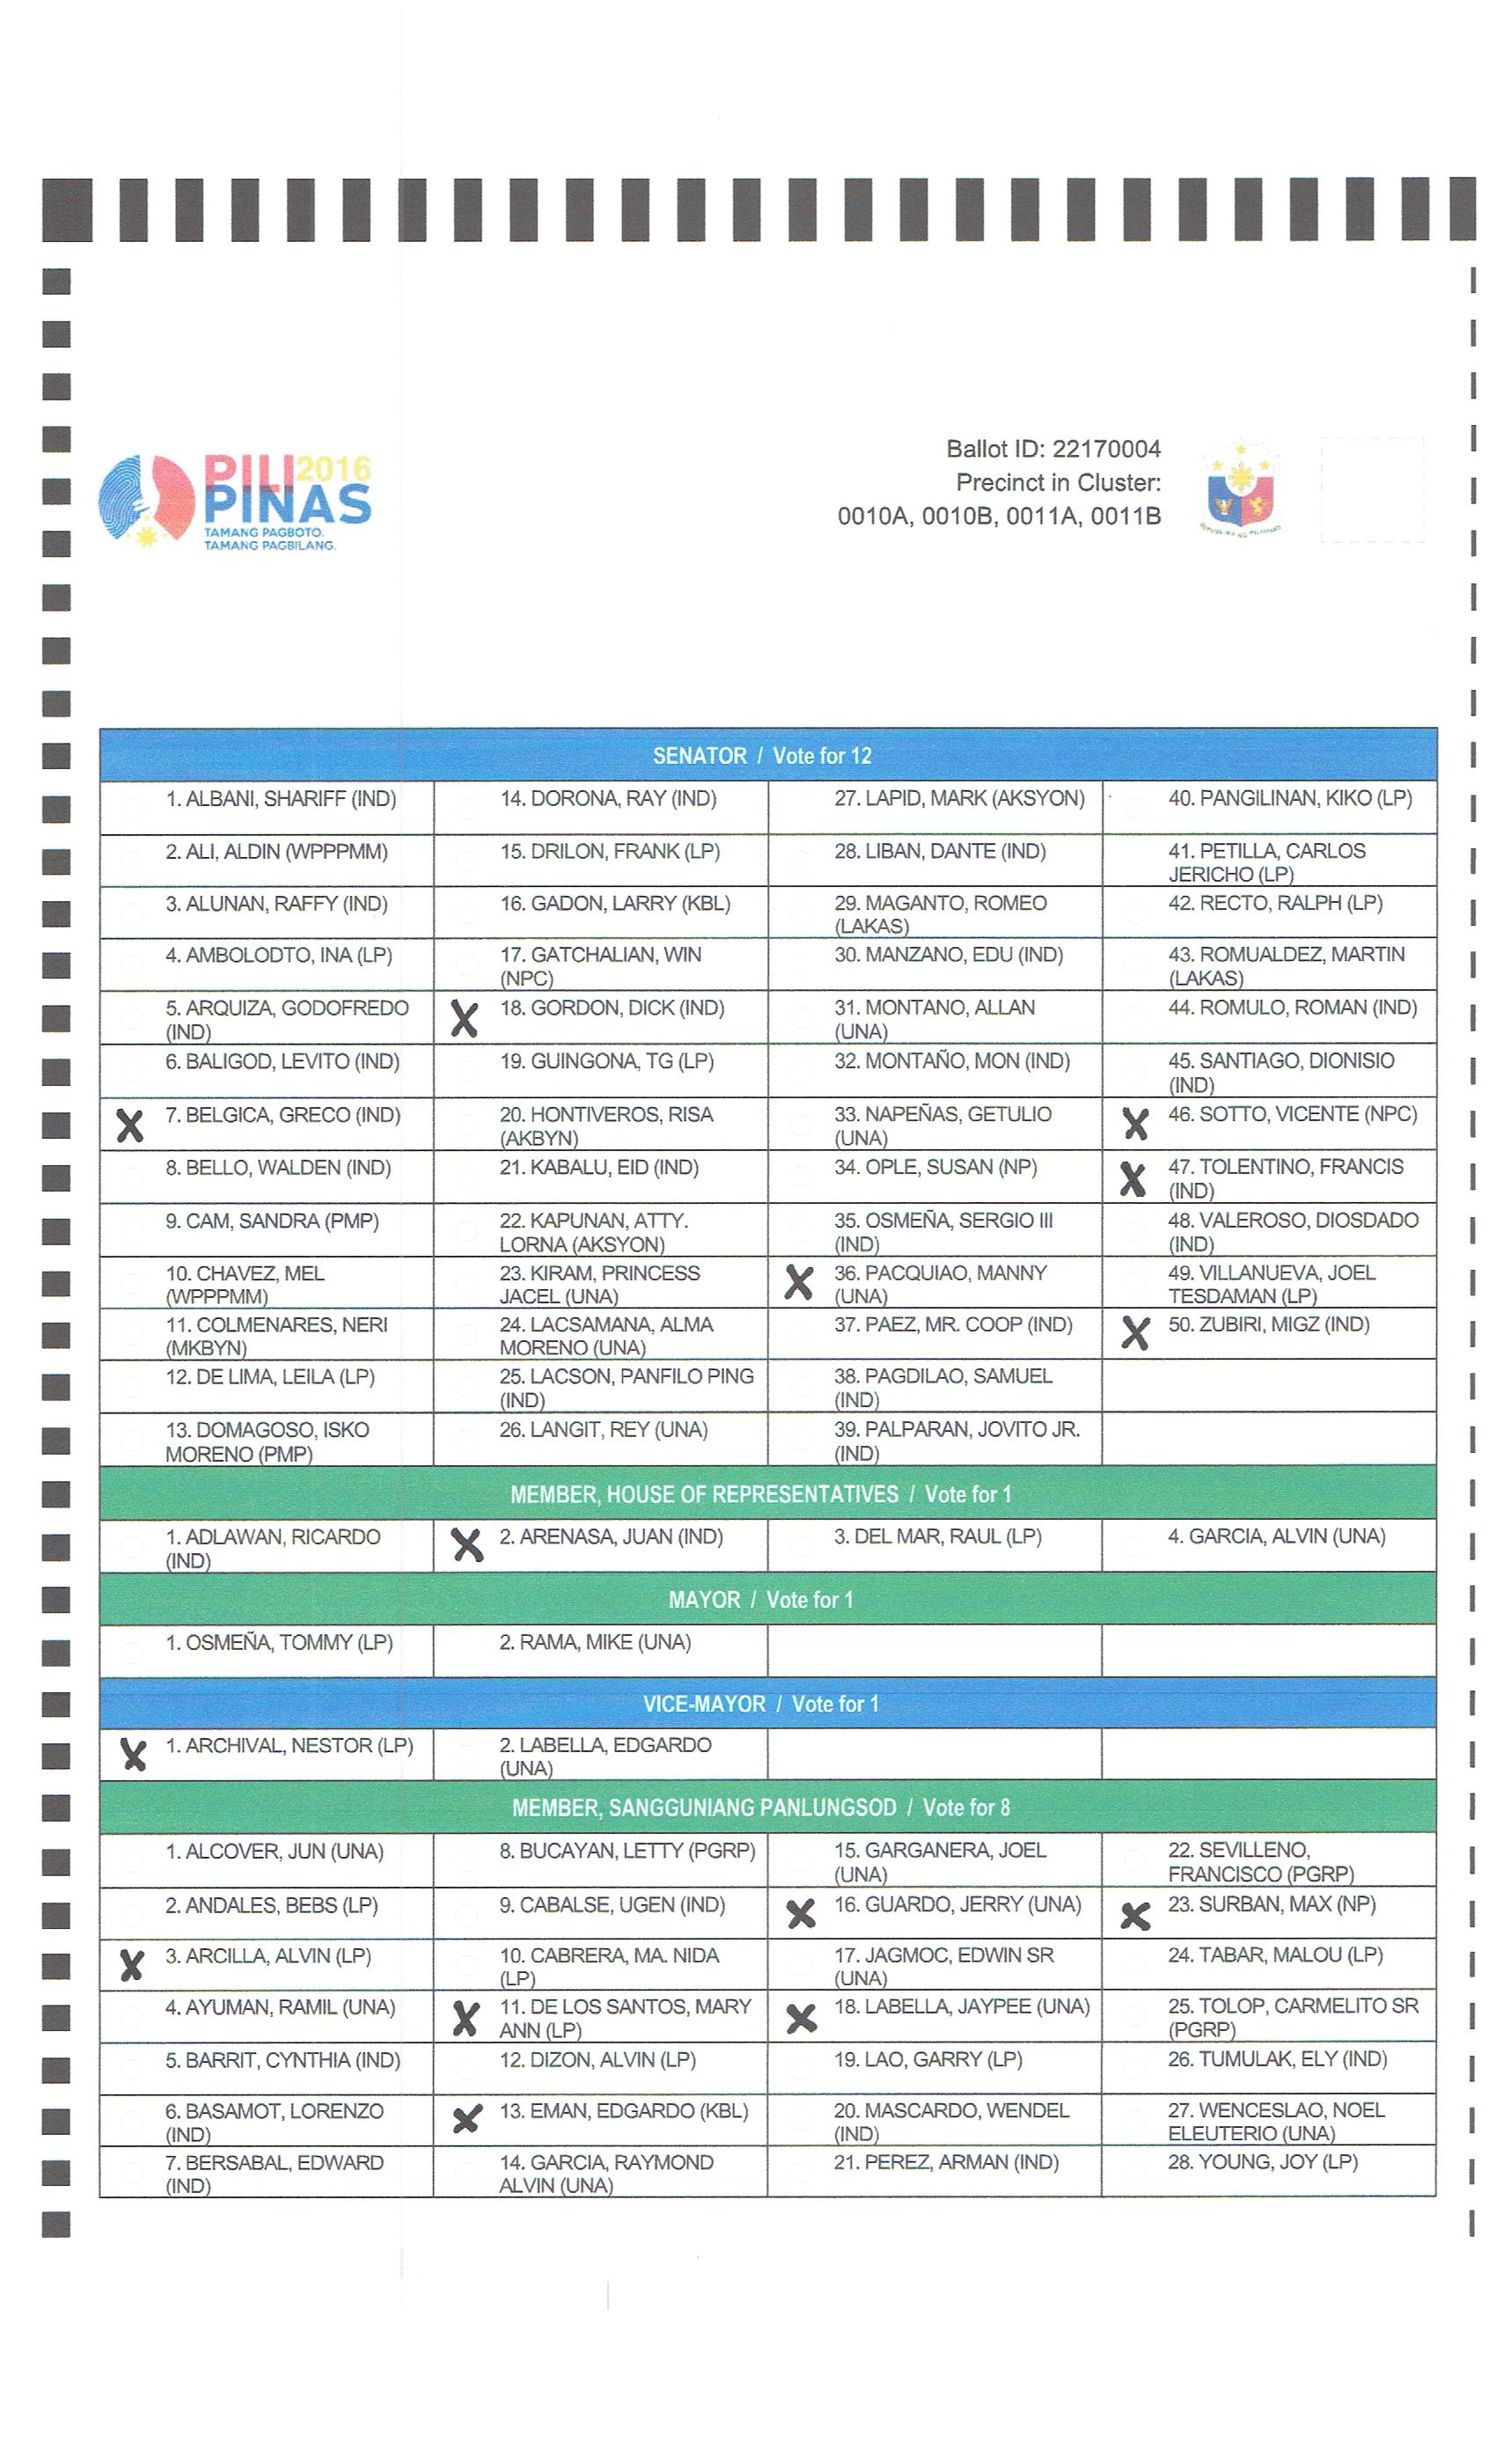 PILI 2016
PINAS
TAMANG PAGBOTO.
TAMANG PAGBILANG.
Ballot ID: 22170004
Precinct in Cluster:
0010A, 0010B, 0011A, 0011B
SENATOR / Vote for 12
1. ALBANI, SHARIFF (IND)
2. ALI, ALDIN (WPPPMM)
3. ALUNAN, RAFFY (IND)
4. AMBOLODTO, INA (LP)
5. ARQUIZA, GODOFREDO
(IND)
6. BALIGOD, LEVITO (IND)
X 7. BELGICA, GRECO (IND)
8. BELLO, WALDEN (IND)
9. CAM, SANDRA (PMP)
10. CHAVEZ, MEL
(WPPPMM)
11. COLMENARES, NERI
(MKBYN)
12. DE LIMA, LEILA (LP)
13. DOMAGOSO, ISKO
MORENO (PMP)
14. DORONA, RAY (IND)
15. DRILON, FRANK (LP)
16. GADON, LARRY (KBL)
17. GATCHALIAN, WIN
(NPC)
X 18. GORDON, DICK (IND)
19. GUINGONA, TG (LP)
20. HONTIVEROS, RISA
(AKBYN)
21. KABALU, EID (IND)
22. KAPUNAN, ATTY.
LORNA (AKSYON)
23. KIRAM, PRINCESS
JACEL (UNA)
24. LACSAMANA, ALMA
MORENO (UNA)
25. LACSON, PANFILO PING
(IND)
26. LANGIT, REY (UNA)
27. LAPID, MARK (AKSYON)
28. LIBAN, DANTE (IND)
29. MAGANTO, ROMEO
(LAKAS)
30. MANZANO, EDU (IND)
31. MONTANO, ALLAN
(UNA)
32. MONTAÑO, MON (IND)
33. NAPEÑAS, GETULIO
(UNA)
34. OPLE, SUSAN (NP)
35. OSMEÑA, SERGIO III
(IND)
X 36. PACQUIAO, MANNY
(UNA)
37. PAEZ, MR. COOP (IND)
38. PAGDILAO, SAMUEL
(IND)
39. PALPARAN, JOVITO JR.
(IND)
40. PANGILINAN, KIKO (LP)
41. PETILLA, CARLOS
JERICHO (LP)
42. RECTO, RALPH (LP)
43. ROMUALDEZ, MARTIN
(LAKAS)
44. ROMULO, ROMAN (IND)
45. SANTIAGO, DIONISIO
(IND)
X 46. SOTTO, VICENTE (NPC)
X 47. TOLENTINO, FRANCIS
(IND)
48. VALEROSO, DIOSDADO
(IND)
49. VILLANUEVA, JOEL
TESDAMAN (LP)
X 50. ZUBIRI, MIGZ (IND)
MEMBER, HOUSE OF REPRESENTATIVES / Vote for 1
1. ADLAWAN, RICARDO
(IND)
X 2. ARENASA, JUAN (IND)
3. DEL MAR, RAUL (LP)
4. GARCIA, ALVIN (UNA)
MAYOR / Vote for 1
1. OSMEÑA, TOMMY (LP)
2. RAMA, MIKE (UNA)
VICE-MAYOR / Vote for 1
X 1. ARCHIVAL, NESTOR (LP)
2. LABELLA, EDGARDO
(UNA)
MEMBER, SANGGUNIANG PANLUNGSOD / Vote for 8
1. ALCOVER, JUN (UNA)
2. ANDALES, BEBS (LP)
X 3. ARCILLA, ALVIN (LP)
4. AYUMAN, RAMIL (UNA)
5. BARRIT, CYNTHIA (IND)
6. BASAMOT, LORENZO
(IND)
7. BERSABAL, EDWARD
(IND)
8. BUCAYAN, LETTY (PGRP)
9. CABALSE, UGEN (IND)
10. CABRERA, MA. NIDA
(LP)
X 11. DE LOS SANTOS, MARY
ANN (LP)
12. DIZON, ALVIN (LP)
X 13. EMAN, EDGARDO (KBL)
14. GARCIA, RAYMOND
ALVIN (UNA)
15. GARGANERA, JOEL
(UNA)
X 16. GUARDO, JERRY (UNA)
17. JAGMOC, EDWIN SR
(UNA)
X 18. LABELLA, JAYPEE (UNA)
19. LAO, GARRY (LP)
20. MASCARDO, WENDEL
(IND)
21. PEREZ, ARMAN (IND)
22. SEVILLENO,
FRANCISCO (PGRP)
X 23. SURBAN, MAX (NP)
24. TABAR, MALOU (LP)
25. TOLOP, CARMELITO SR
(PGRP)
26. TUMULAK, ELY (IND)
27. WENCESLAO, NOEL
ELEUTERIO (UNA)
28. YOUNG, JOY (LP)